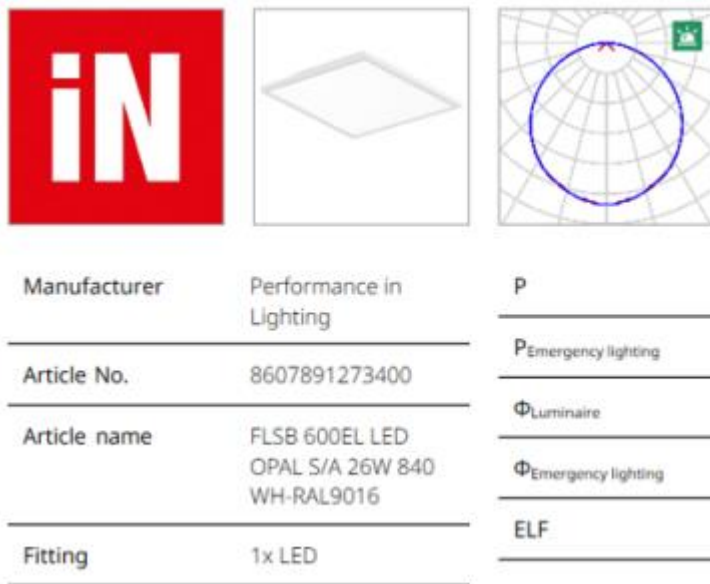 iN
Manufacturer
Performance in
Lighting
Article No.
8607891273400
Article name
FLSB 600EL LED
OPAL S/A 26W 840
WH-RAL9016
Fitting
1x LED
P
PEmergency lighting
ΦLuminaire
ΦEmergency lighting
ELF